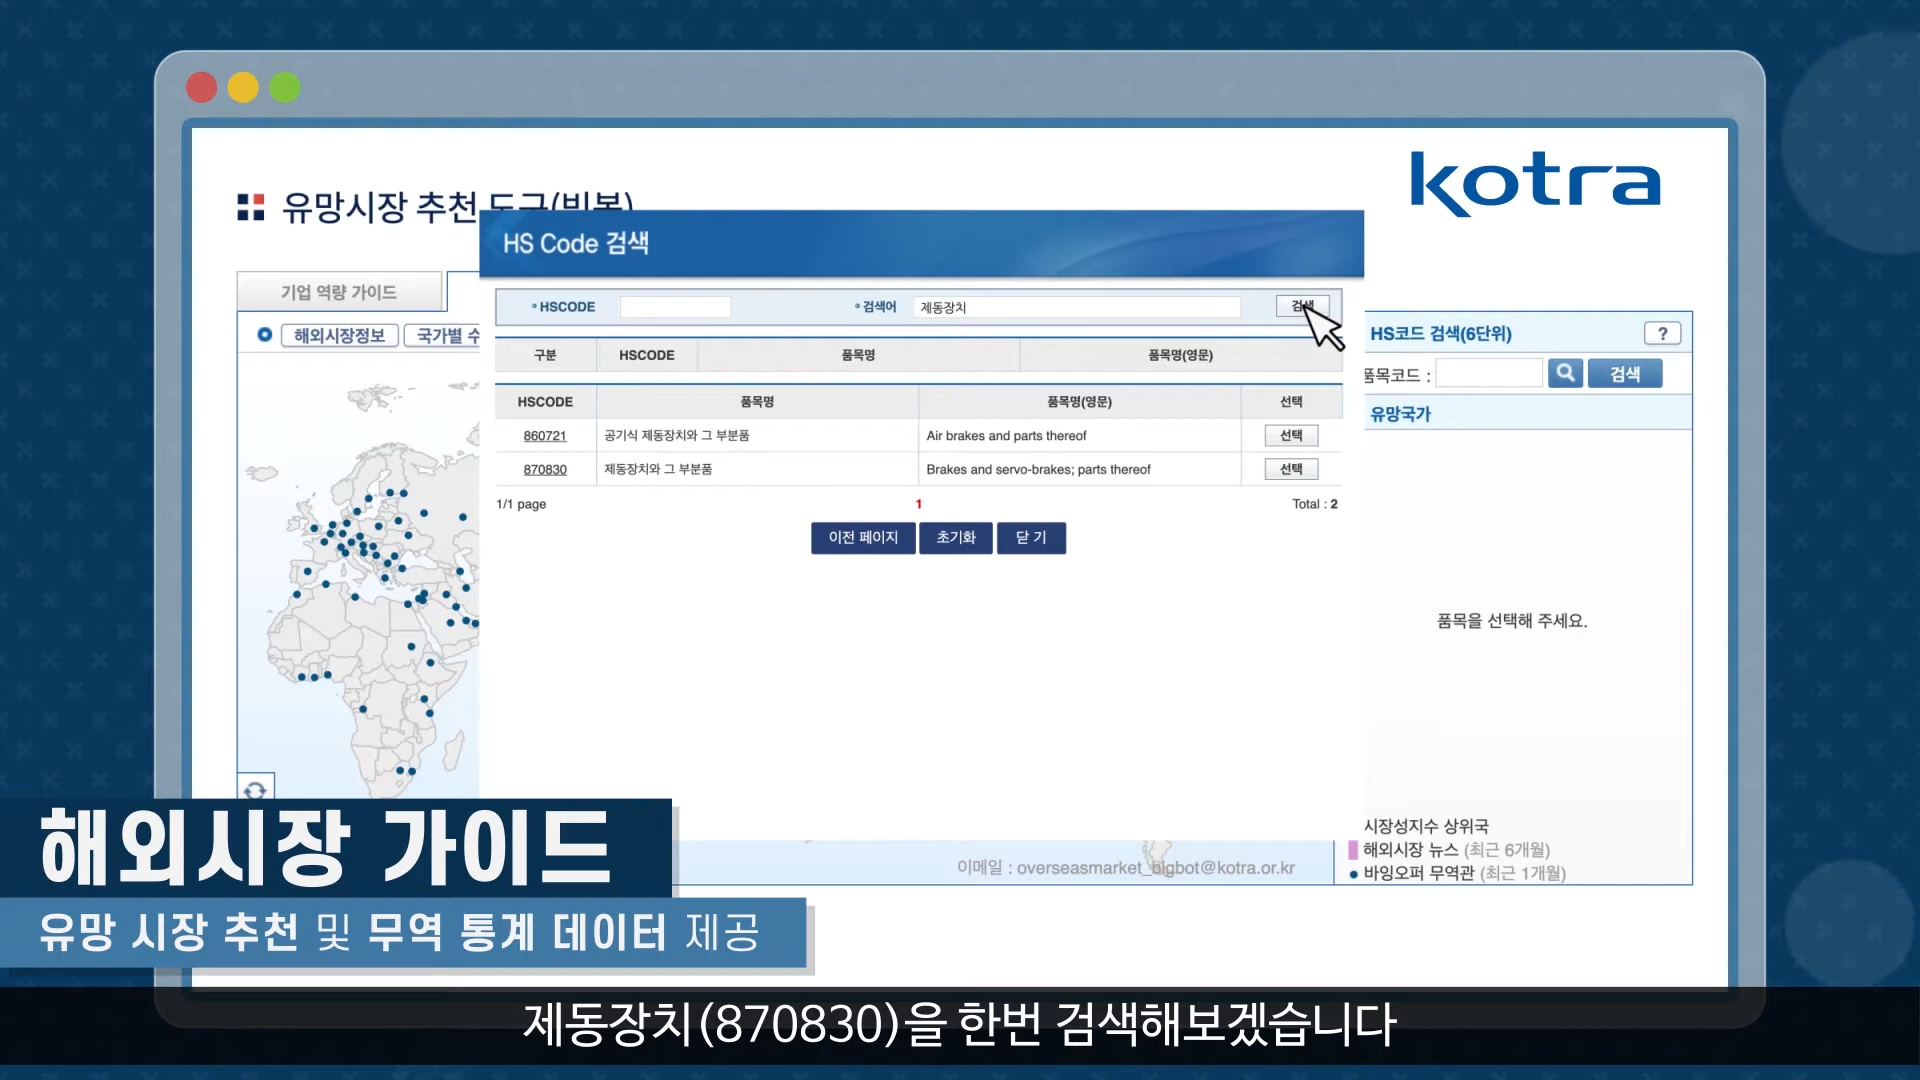 kotra
유망시장 추천 도구(빅봇)
HS Code 검색
기업 역량 가이드
HSCODE
검색어
제동장치
검색
해외시장정보
국가별 수
HS코드 검색(6단위)
?
구분 HSCODE 품목명 품목명(영문)
품목코드 :
검색
HSCODE 품목명 품목명(영문) 선택
유망국가
860721 공기식 제동장치와 그 부분품 Air brakes and parts thereof 선택
870830 제동장치와 그 부분품 Brakes and servo-brakes; parts thereof 선택
1/1 page 1 Total : 2
이전 페이지 초기화 닫 기
품목을 선택해 주세요.
시장성지수 상위국
해외시장 뉴스 (최근 6개월)
이메일 : overseasmarket_bigbot@kotra.or.kr
바잉오퍼 무역관 (최근 1개월)
해외시장 가이드
유망 시장 추천 및 무역 통계 데이터 제공
제동장치(870830)을 한번 검색해보겠습니다